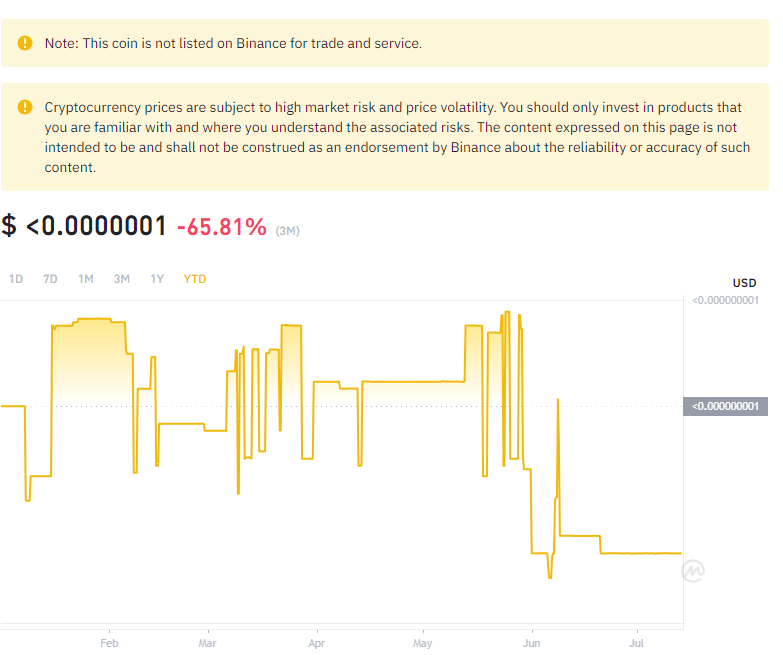 Note: This coin is not listed on Binance for trade and service.
Cryptocurrency prices are subject to high market risk and price volatility. You should only invest in products that
you are familiar with and where you understand the associated risks. The content expressed on this page is not
intended to be and shall not be construed as an endorsement by Binance about the reliability or accuracy of such
content.
$ <0.0000001 -65.81% (3M)
1D 7D 1M 3M 1Y YTD
USD
<0.000000001
<0.000000001
Feb Mar Apr May Jun Jul